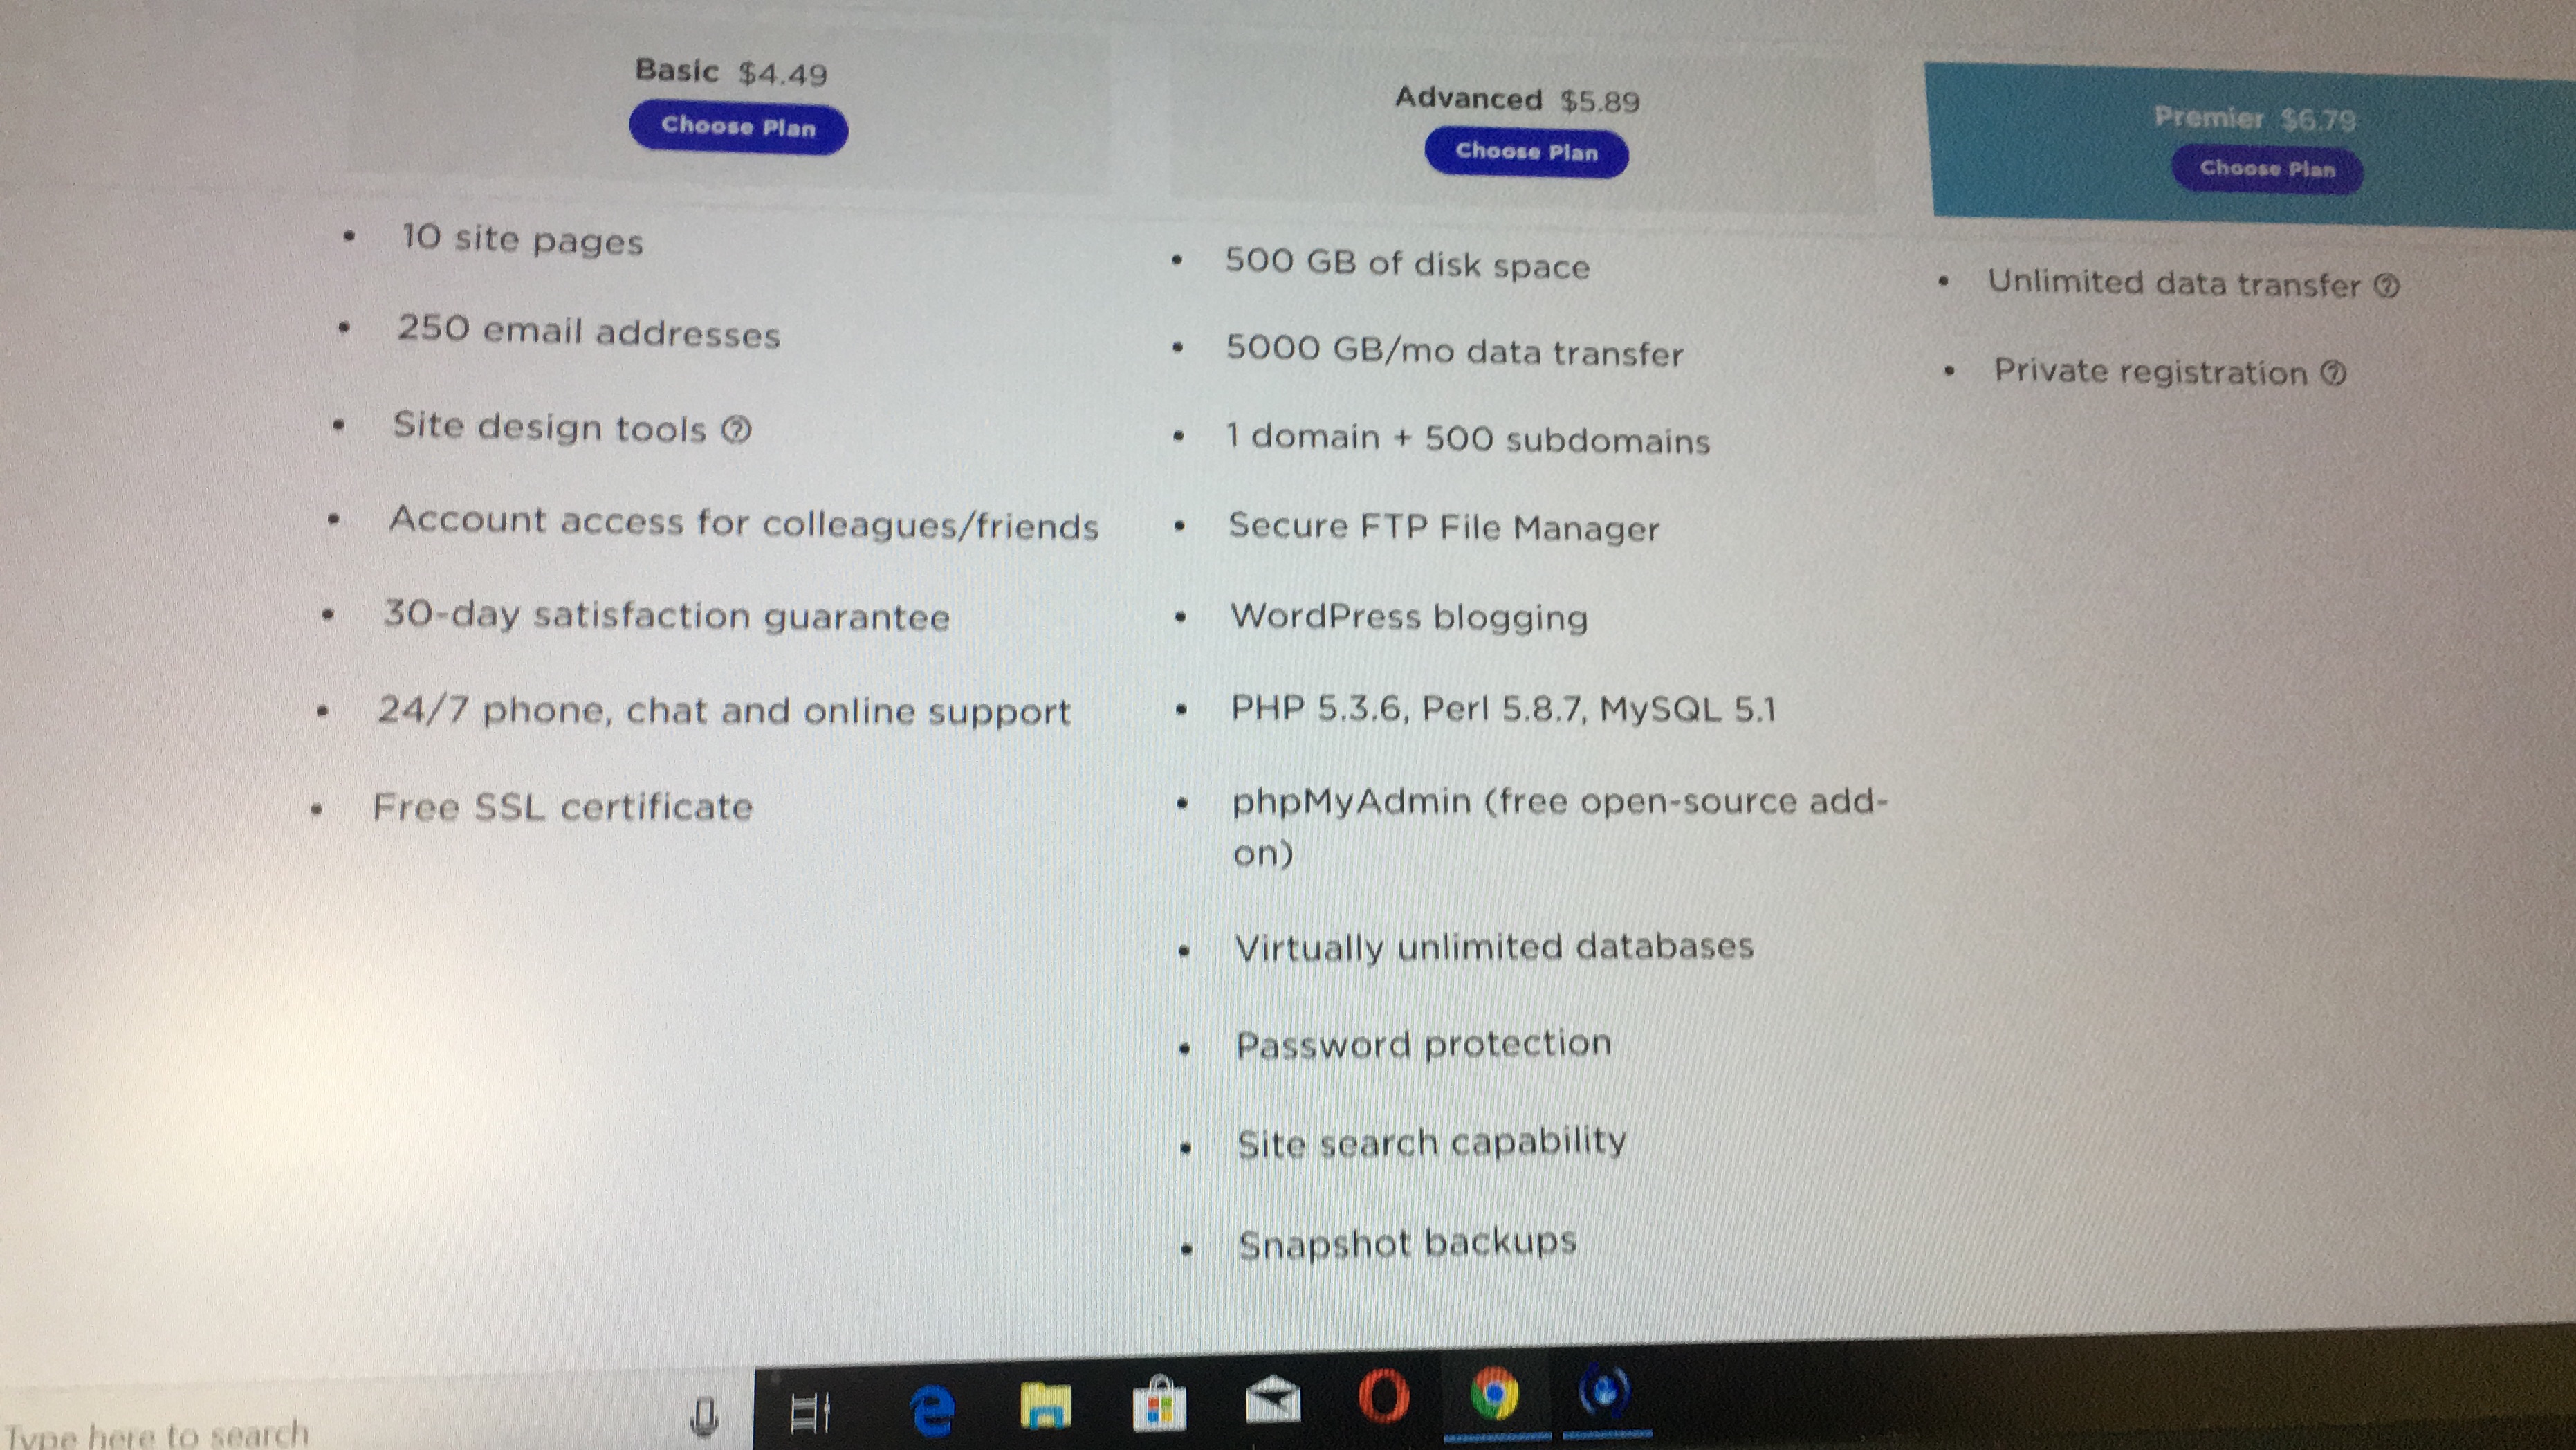 Basic $4.49
Choose Plan
• 10 site pages
• 250 email addresses
• Site design tools ?
• Account access for colleagues/friends
• 30-day satisfaction guarantee
• 24/7 phone, chat and online support
• Free SSL certificate
Advanced $5.89
Choose Plan
• 500 GB of disk space
• 5000 GB/mo data transfer
• 1 domain + 500 subdomains
• Secure FTP File Manager
• WordPress blogging
• PHP 5.3.6, Perl 5.8.7, MySQL 5.1
• phpMyAdmin (free open-source add-
on)
• Virtually unlimited databases
• Password protection
• Site search capability
• Snapshot backups
Premier $6.79
Choose Plan
• Unlimited data transfer ?
• Private registration ?
Type here to search